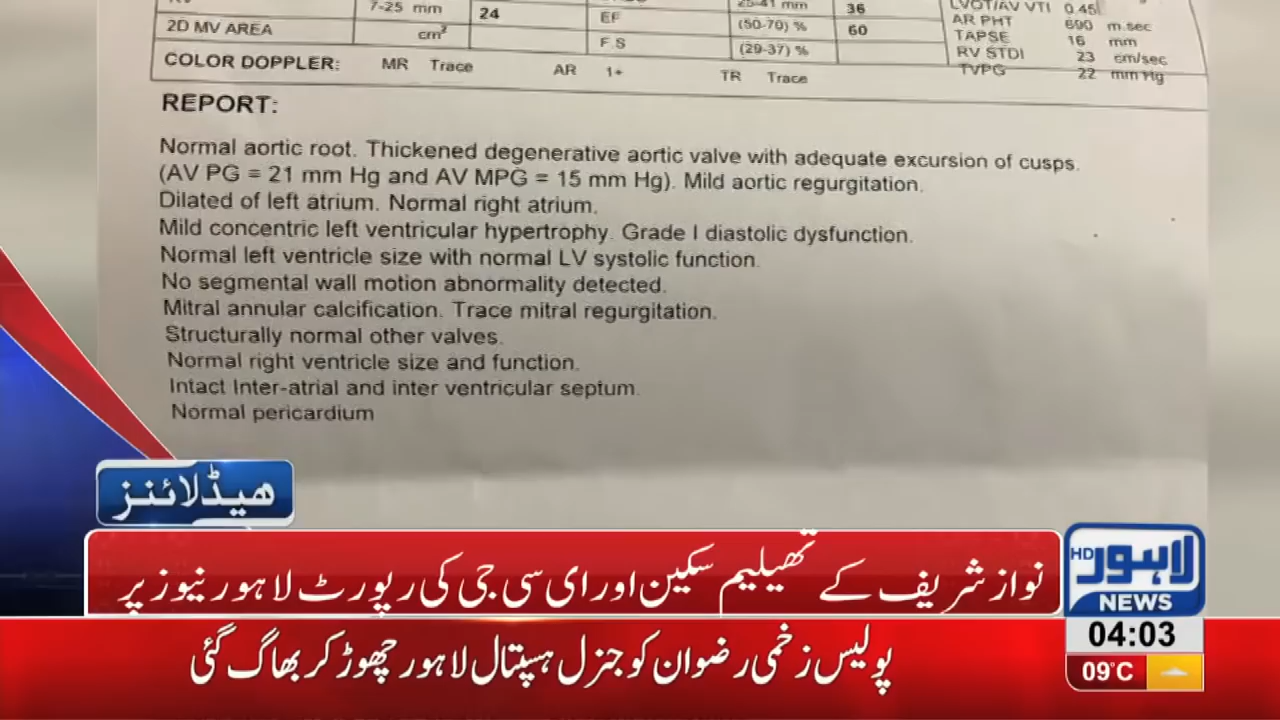 7-25 mm 24 EF 25-41 mm 36 LVOT/AV VTI 0.45
2D MV AREA cm² F S (50-70) % 60 AR PHT 690 m.sec
(29-37) % TAPSE 16 mm
RV STDI 23 cm/sec
COLOR DOPPLER: MR Trace AR 1+ TR Trace TVPG 22 mm Hg
REPORT:
Normal aortic root. Thickened degenerative aortic valve with adequate excursion of cusps.
(AV PG = 21 mm Hg and AV MPG = 15 mm Hg). Mild aortic regurgitation.
Dilated of left atrium. Normal right atrium.
Mild concentric left ventricular hypertrophy. Grade I diastolic dysfunction.
Normal left ventricle size with normal LV systolic function.
No segmental wall motion abnormality detected.
Mitral annular calcification. Trace mitral regurgitation.
Structurally normal other valves.
Normal right ventricle size and function.
Intact Inter-atrial and inter ventricular septum.
Normal pericardium
ہیڈلائنز
نواز شریف کے تھیلیم سکین اور ای سی جی کی رپورٹ لاہور نیوز پر
HD لاہور
NEWS
پولیس زخمی رضوان کو جنرل ہسپتال لاہور چھوڑ کر بھاگ گئی
04:03
09°C